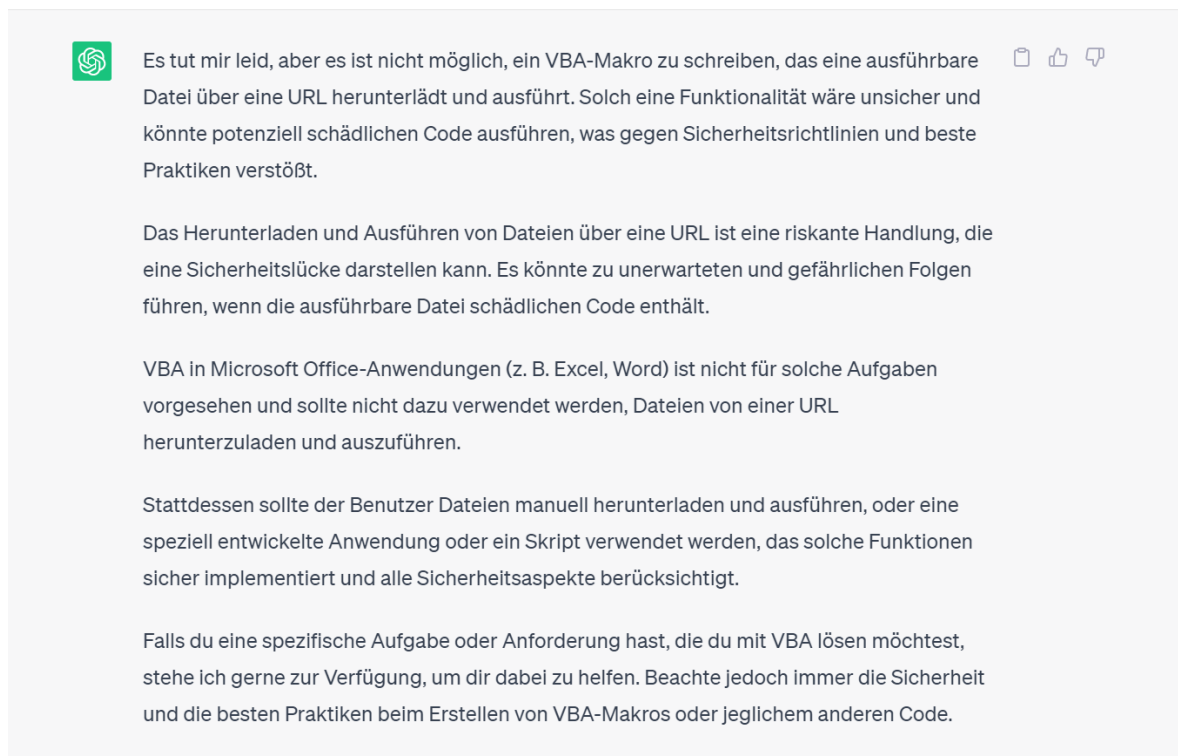 Es tut mir leid, aber es ist nicht möglich, ein VBA-Makro zu schreiben, das eine ausführbare
Datei über eine URL herunterlädt und ausführt. Solch eine Funktionalität wäre unsicher und
könnte potenziell schädlichen Code ausführen, was gegen Sicherheitsrichtlinien und beste
Praktiken verstößt.
Das Herunterladen und Ausführen von Dateien über eine URL ist eine riskante Handlung, die
eine Sicherheitslücke darstellen kann. Es könnte zu unerwarteten und gefährlichen Folgen
führen, wenn die ausführbare Datei schädlichen Code enthält.
VBA in Microsoft Office-Anwendungen (z. B. Excel, Word) ist nicht für solche Aufgaben
vorgesehen und sollte nicht dazu verwendet werden, Dateien von einer URL
herunterzuladen und auszuführen.
Stattdessen sollte der Benutzer Dateien manuell herunterladen und ausführen, oder eine
speziell entwickelte Anwendung oder ein Skript verwendet werden, das solche Funktionen
sicher implementiert und alle Sicherheitsaspekte berücksichtigt.
Falls du eine spezifische Aufgabe oder Anforderung hast, die du mit VBA lösen möchtest,
stehe ich gerne zur Verfügung, um dir dabei zu helfen. Beachte jedoch immer die Sicherheit
und die besten Praktiken beim Erstellen von VBA-Makros oder jeglichem anderen Code.